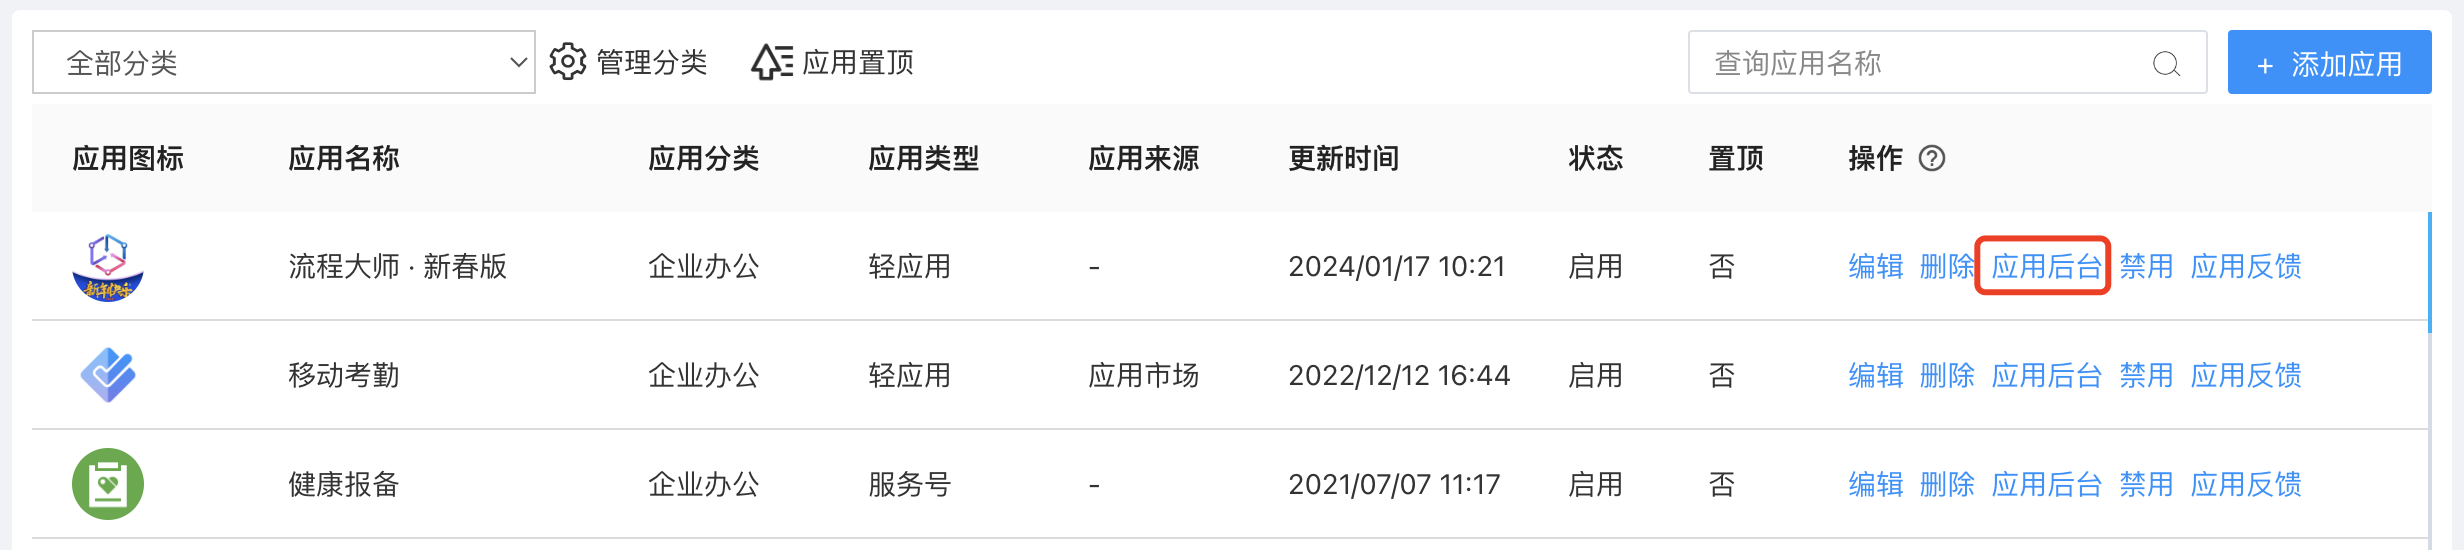 全部分类 管理分类 应用置顶 查询应用名称 + 添加应用
应用图标 应用名称 应用分类 应用类型 应用来源 更新时间 状态 置顶 操作 ?
新年快乐
流程大师 · 新春版 企业办公 轻应用 - 2024/01/17 10:21 启用 否 编辑 删除 应用后台 禁用 应用反馈
移动考勤 企业办公 轻应用 应用市场 2022/12/12 16:44 启用 否 编辑 删除 应用后台 禁用 应用反馈
健康报备 企业办公 服务号 - 2021/07/07 11:17 启用 否 编辑 删除 应用后台 禁用 应用反馈